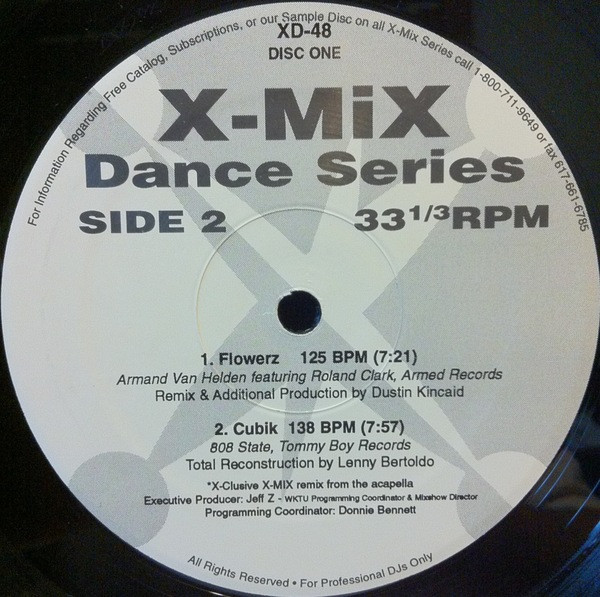 For Information Regarding Free Catalog, Subscriptions, or our Sample Disc on all X-Mix Series call 1-800-711-9649 or fax 617-661-6785
XD-48
DISC ONE
X-MiX
Dance Series
SIDE 2 33 1/3 RPM
1. Flowerz 125 BPM (7:21)
Armand Van Helden featuring Roland Clark, Armed Records
Remix & Additional Production by Dustin Kincaid
2. Cubik 138 BPM (7:57)
808 State, Tommy Boy Records
Total Reconstruction by Lenny Bertoldo
*X-Clusive X-MIX remix from the acapella
Executive Producer: Jeff Z - WKTU Programming Coordinator & Mixshow Director
Programming Coordinator: Donnie Bennett
All Rights Reserved • For Professional DJs Only